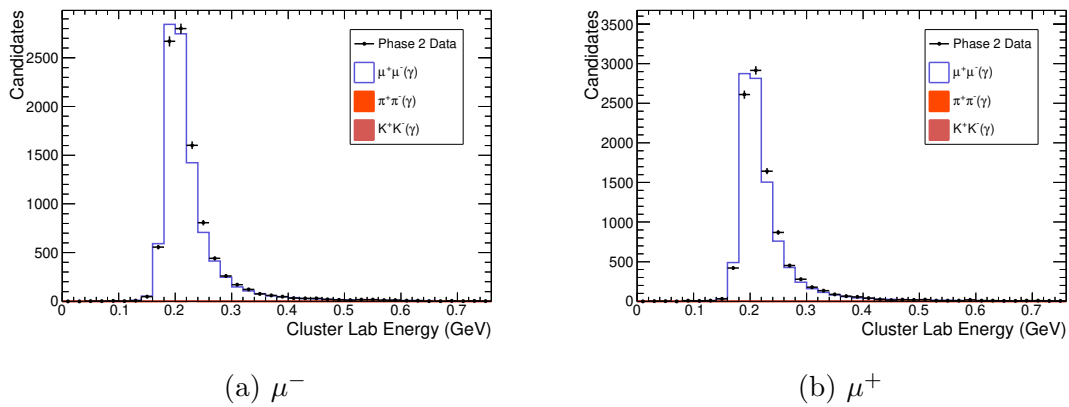 Candidates
2500
2000
1500
1000
500
0
0 0.1 0.2 0.3 0.4 0.5 0.6 0.7
Cluster Lab Energy (GeV)
Phase 2 Data
μ⁺μ⁻(γ)
π⁺π⁻(γ)
K⁺K⁻(γ)
(a) μ⁻
Candidates
3500
3000
2500
2000
1500
1000
500
0
0 0.1 0.2 0.3 0.4 0.5 0.6 0.7
Cluster Lab Energy (GeV)
Phase 2 Data
μ⁺μ⁻(γ)
π⁺π⁻(γ)
K⁺K⁻(γ)
(b) μ⁺